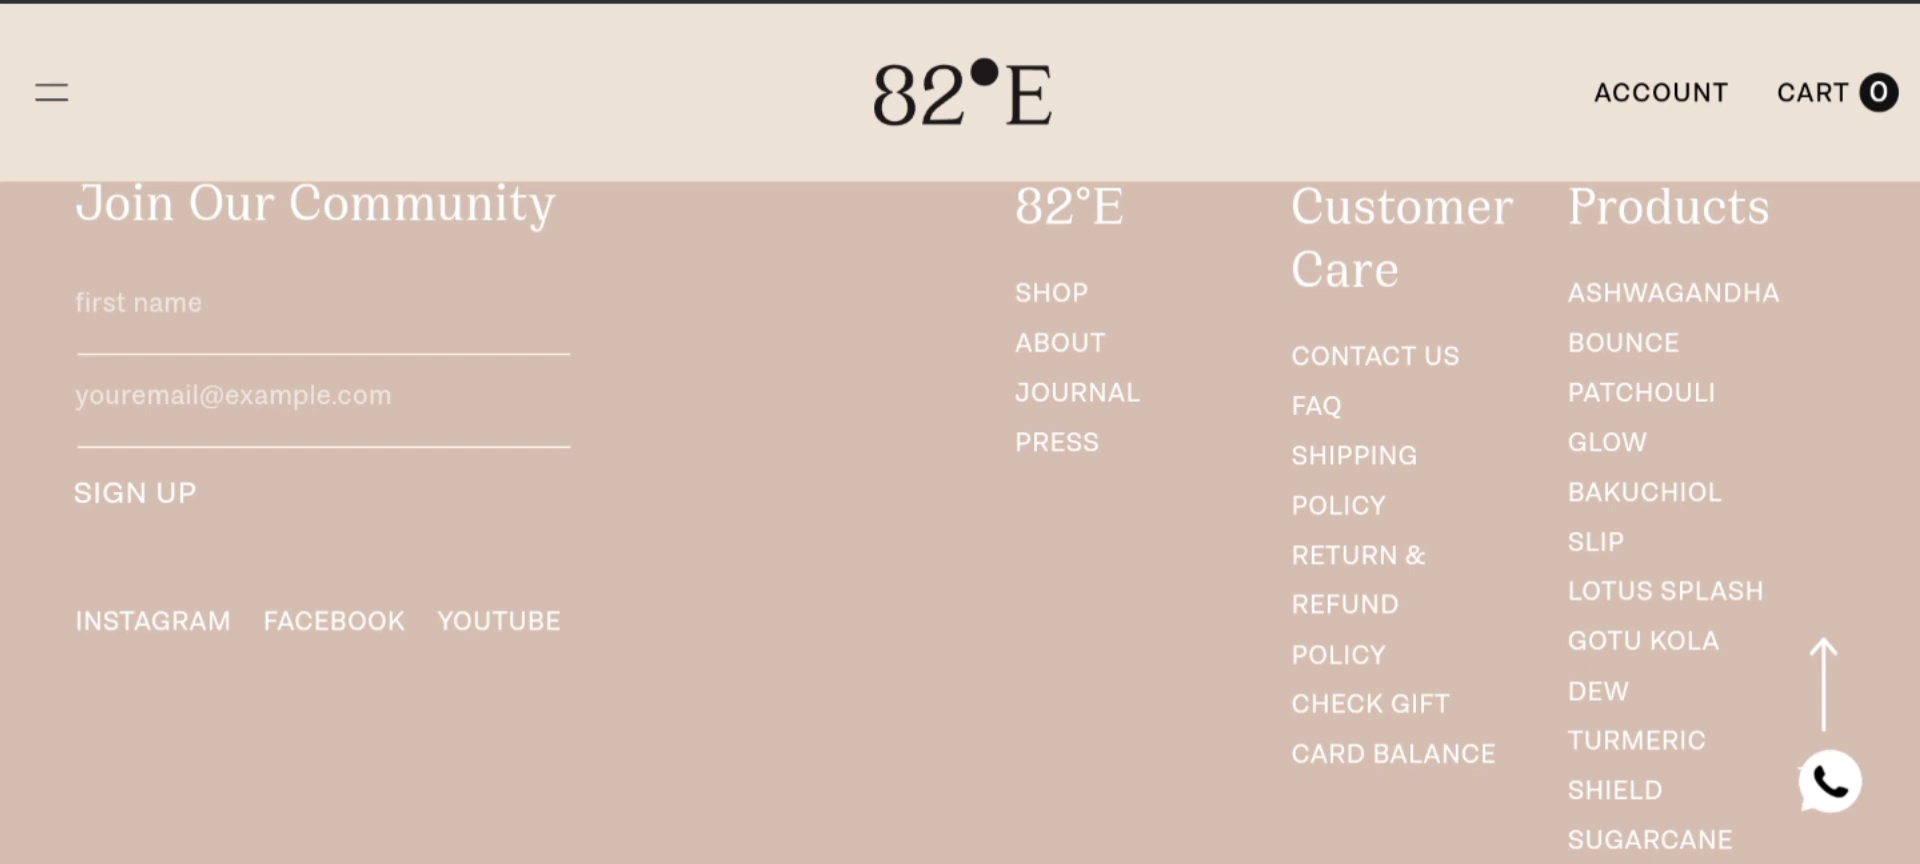 82°E
ACCOUNT
CART 0
Join Our Community
first name
youremail@example.com
SIGN UP
INSTAGRAM FACEBOOK YOUTUBE
82°E
SHOP
ABOUT
JOURNAL
PRESS
Customer
Care
CONTACT US
FAQ
SHIPPING
POLICY
RETURN &
REFUND
POLICY
CHECK GIFT
CARD BALANCE
Products
ASHWAGANDHA
BOUNCE
PATCHOULI
GLOW
BAKUCHIOL
SLIP
LOTUS SPLASH
GOTU KOLA
DEW
TURMERIC
SHIELD
SUGARCANE